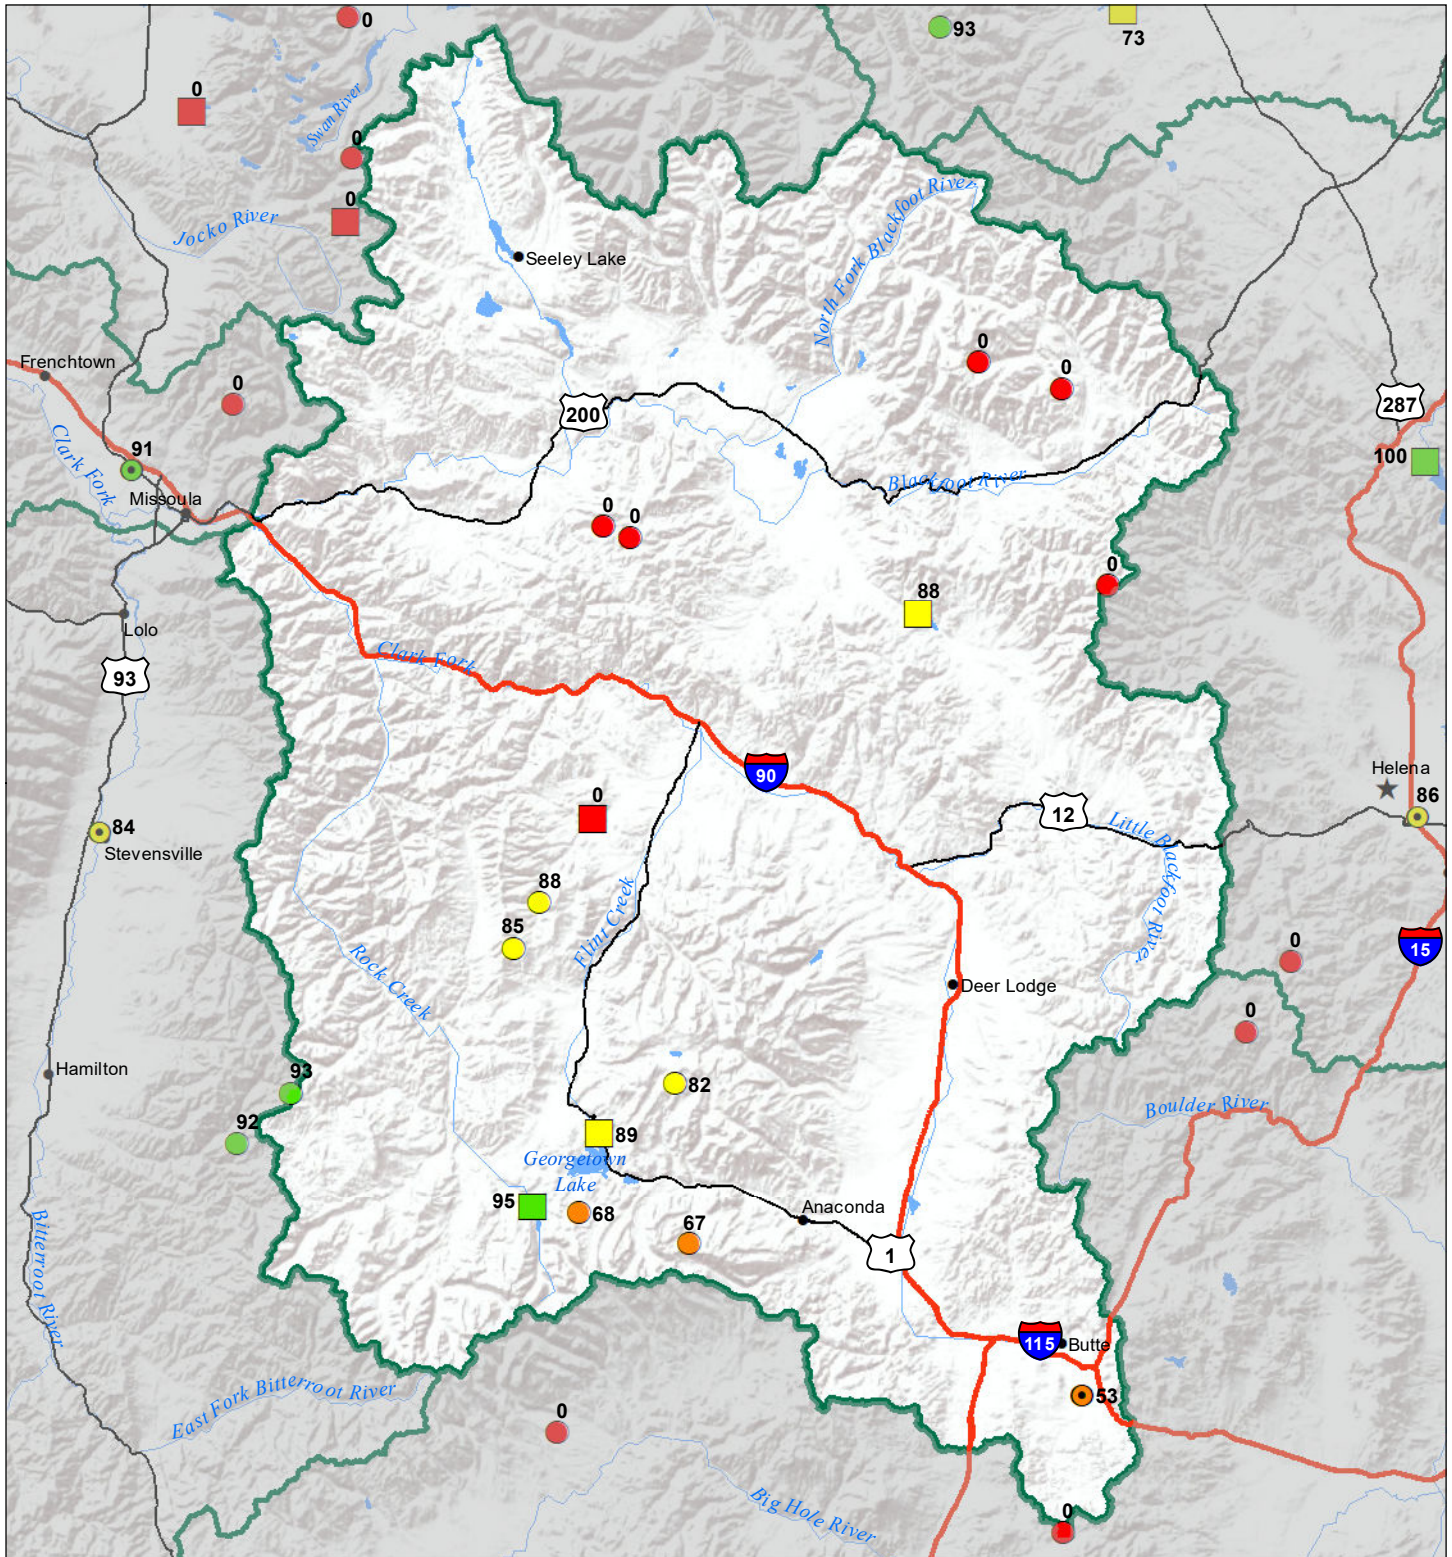 0
93
73
0
Swan River
0
0
Jocko River
North Fork Blackfoot River
Seeley Lake
Frenchtown
0
0
0
200
287
Clark Fork
91
100
Missoula
Blackfoot River
0
0
0
88
Lolo
93
Clark Fork
90
Helena
0
12
Little Blackfoot River
86
84
Stevensville
88
85
Flint Creek
Rock Creek
0
15
Deer Lodge
0
Hamilton
93
82
92
Boulder River
89
Georgetown
Lake
95
68
67
Anaconda
1
Bitterroot River
115
Butte
53
East Fork Bitterroot River
0
Big Hole River
0